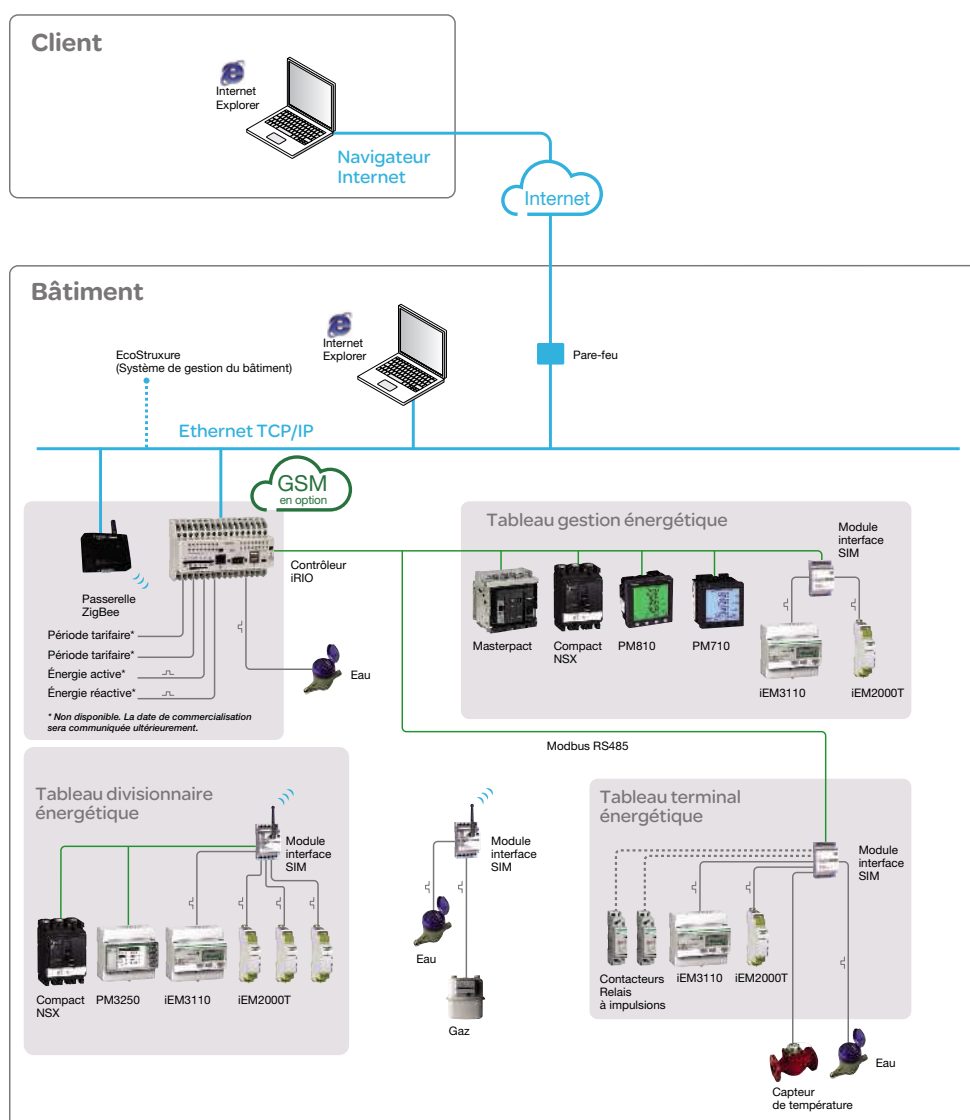 Client
Internet
Explorer
Navigateur
Internet
Internet
Bâtiment
Internet
Explorer
EcoStruxure
(Système de gestion du bâtiment)
Pare-feu
Ethernet TCP/IP
GSM
en option
Tableau gestion énergétique
Module
interface
SIM
Contrôleur
iRIO
Passerelle
ZigBee
Masterpact
Compact
NSX
PM810
PM710
iEM3110
iEM2000T
Période tarifaire*
Période tarifaire*
Énergie active*
Énergie réactive*
Eau
* Non disponible. La date de commercialisation
sera communiquée ultérieurement.
Modbus RS485
Tableau divisionnaire
énergétique
Module
interface
SIM
Compact
NSX
PM3250
iEM3110
iEM2000T
Module
interface
SIM
Eau
Gaz
Tableau terminal
énergétique
Module
interface
SIM
Contacteurs
Relais
à impulsions
iEM3110
iEM2000T
Eau
Capteur
de température